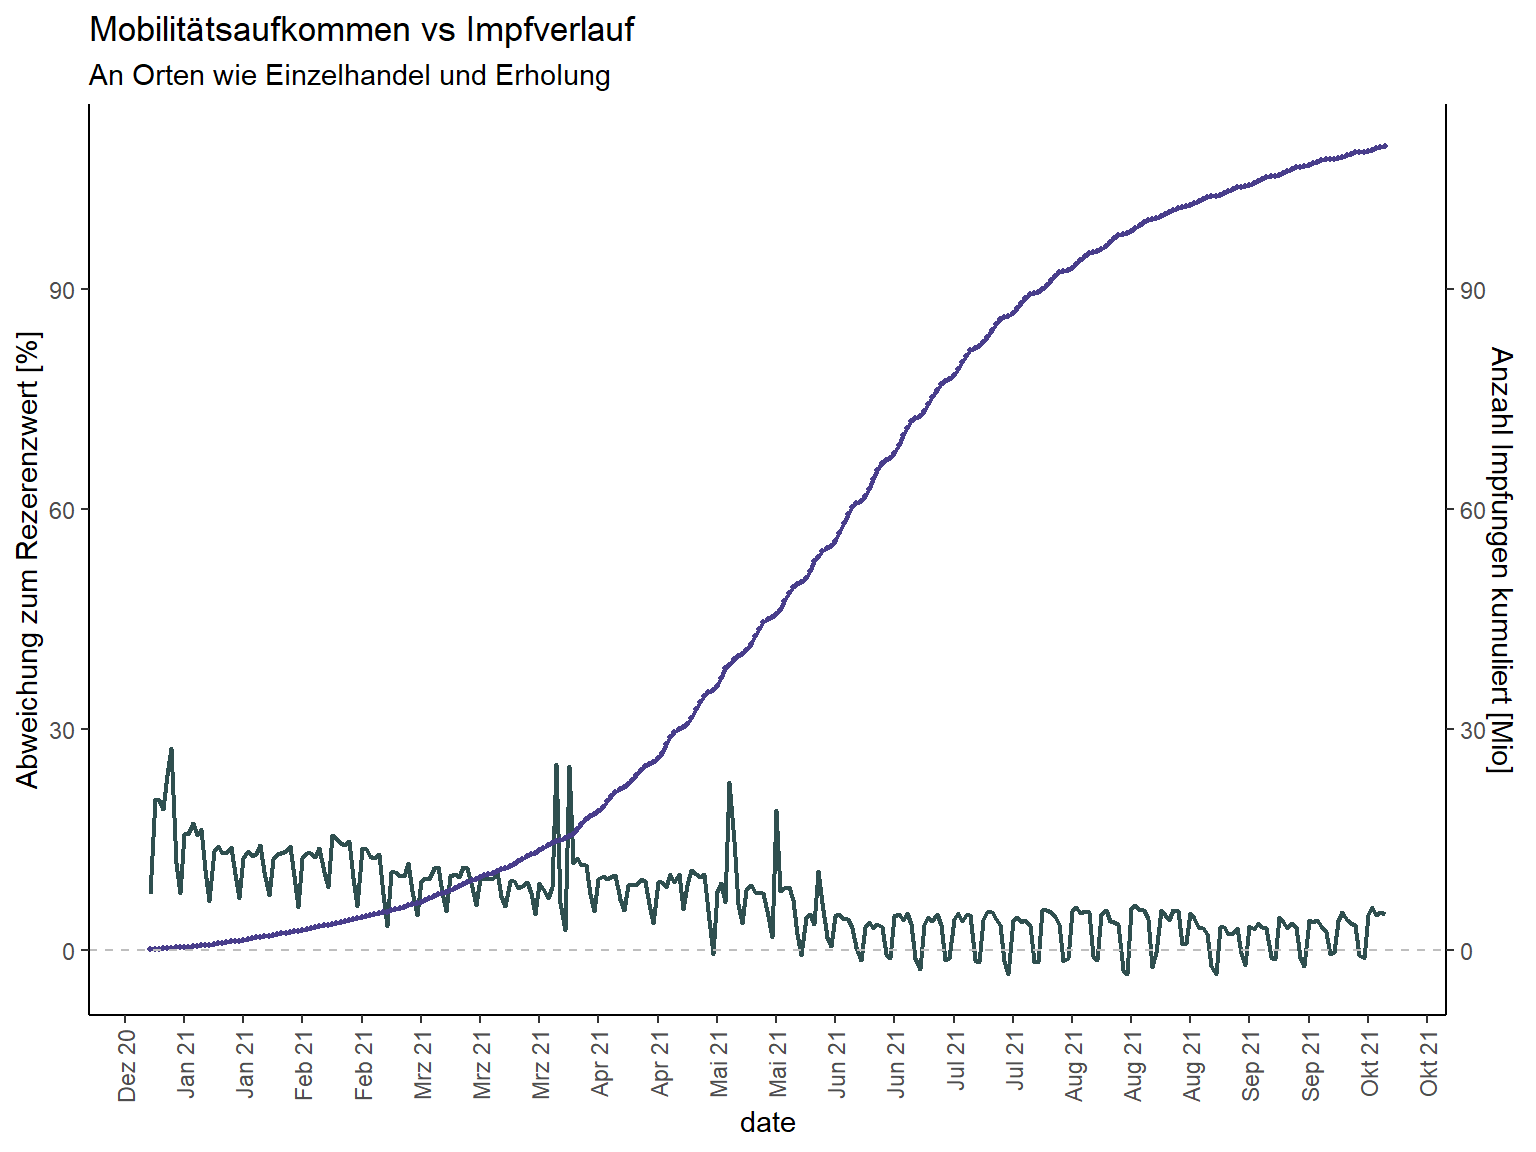 Mobilitätsaufkommen vs Impfverlauf
An Orten wie Einzelhandel und Erholung
Abweichung zum Rezerenzwert [%]
90
60
30
0
90
60
30
0
Anzahl Impfungen kumuliert [Mio]
Dez 20
Jan 21
Jan 21
Feb 21
Feb 21
Mrz 21
Mrz 21
Mrz 21
Apr 21
Apr 21
Mai 21
Mai 21
Jun 21
Jun 21
Jul 21
Jul 21
Aug 21
Aug 21
Aug 21
Sep 21
Sep 21
Okt 21
Okt 21
date